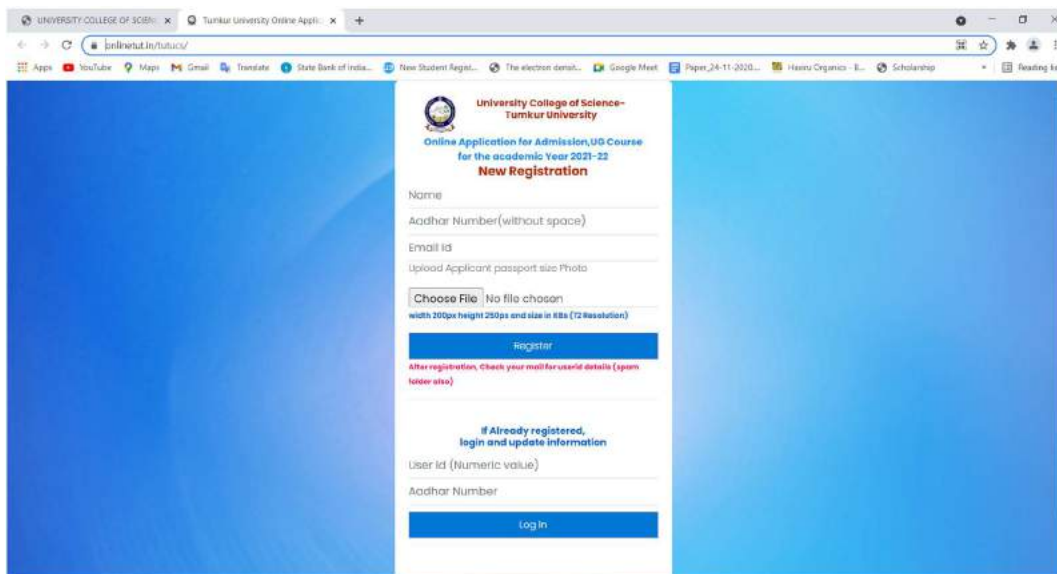 UNIVERSITY COLLEGE OF SCIEN
Tumkur University Online Applic
onlinetut.in/tutucs/
Apps
YouTube
Maps
Gmail
Translate
State Bank of India...
New Student Regist...
The electron densit...
Google Meet
Paper_24-11-2020...
Hasiru Organics - B...
Scholarship
»
Reading
University College of Science-
Tumkur University
Online Application for Admission,UG Course
for the academic Year 2021-22
New Registration
Name
Aadhar Number(without space)
Email Id
Upload Applicant passport size Photo
Choose File No file chosen
width 200px height 250px and size in KBs (72 Resolution)
Register
After registration, Check your mail for userid details (spam
folder also)
If Already registered,
login and update information
User Id (Numeric value)
Aadhar Number
Log In